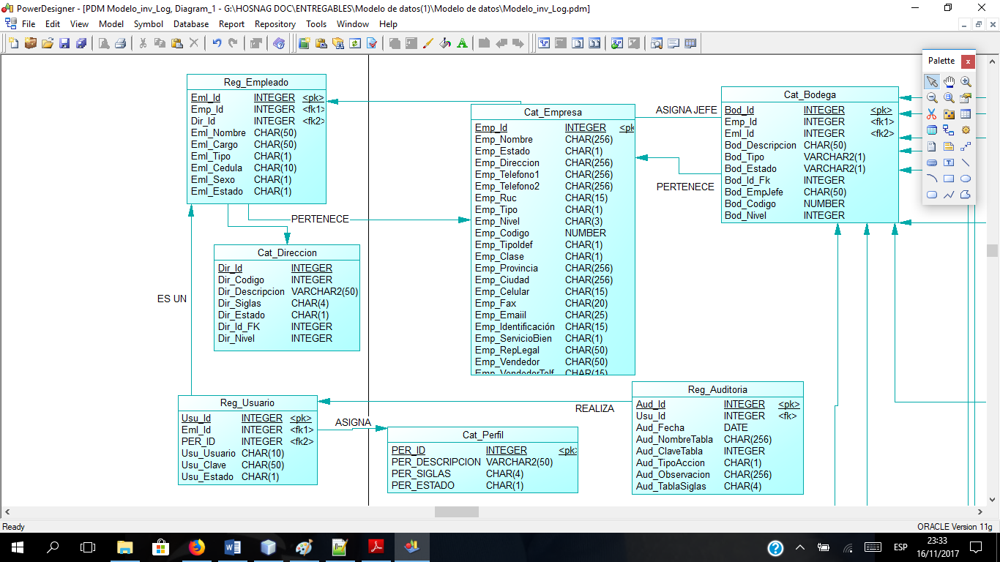 PowerDesigner - [PDM Modelo_inv_Log, Diagram_1 - G:\HOSNAG DOC\ENTREGABLES\Modelo de datos(1)\Modelo de datos\Modelo_inv_Log.pdm]
File Edit View Model Symbol Database Report Repository Tools Window Help
Palette
Reg_Empleado
Eml_Id INTEGER <pk>
Emp_Id INTEGER <fk1>
Dir_Id INTEGER <fk2>
Eml_Nombre CHAR(50)
Eml_Cargo CHAR(50)
Eml_Tipo CHAR(1)
Eml_Cedula CHAR(10)
Eml_Sexo CHAR(1)
Eml_Estado CHAR(1)
Cat_Empresa
Emp_Id INTEGER <pk
Emp_Nombre CHAR(256)
Emp_Estado CHAR(1)
Emp_Direccion CHAR(256)
Emp_Telefono1 CHAR(256)
Emp_Telefono2 CHAR(256)
Emp_Ruc CHAR(15)
Emp_Tipo CHAR(1)
Emp_Nivel CHAR(3)
Emp_Codigo NUMBER
Emp_TipoIdef CHAR(1)
Emp_Clase CHAR(1)
Emp_Provincia CHAR(256)
Emp_Ciudad CHAR(256)
Emp_Celular CHAR(15)
Emp_Fax CHAR(20)
Emp_Emaiil CHAR(25)
Emp_Identificación CHAR(15)
Emp_ServicioBien CHAR(1)
Emp_RepLegal CHAR(50)
Emp_Vendedor CHAR(50)
Emp_VendedorTelf CHAR(15)
ASIGNA JEFE
PERTENECE
Cat_Bodega
Bod_Id INTEGER <pk>
Emp_Id INTEGER <fk1>
Eml_Id INTEGER <fk2>
Bod_Descripcion CHAR(50)
Bod_Tipo VARCHAR2(1)
Bod_Estado VARCHAR2(1)
Bod_Id_Fk INTEGER
Bod_EmpJefe CHAR(50)
Bod_Codigo NUMBER
Bod_Nivel INTEGER
PERTENECE
Cat_Direccion
Dir_Id INTEGER
Dir_Codigo INTEGER
Dir_Descripcion VARCHAR2(50)
Dir_Siglas CHAR(4)
Dir_Estado CHAR(1)
Dir_Id_FK INTEGER
Dir_Nivel INTEGER
ES UN
Reg_Usuario
Usu_Id INTEGER <pk>
Eml_Id INTEGER <fk1>
PER_ID INTEGER <fk2>
Usu_Usuario CHAR(10)
Usu_Clave CHAR(50)
Usu_Estado CHAR(1)
ASIGNA
Cat_Perfil
PER_ID INTEGER <pk>
PER_DESCRIPCION VARCHAR2(50)
PER_SIGLAS CHAR(4)
PER_ESTADO CHAR(1)
REALIZA
Reg_Auditoria
Aud_Id INTEGER <pk>
Usu_Id INTEGER <fk>
Aud_Fecha DATE
Aud_NombreTabla CHAR(256)
Aud_ClaveTabla INTEGER
Aud_TipoAccion CHAR(1)
Aud_Observacion CHAR(256)
Aud_TablaSiglas CHAR(4)
Ready ORACLE Version 11g
ESP
23:33
16/11/2017